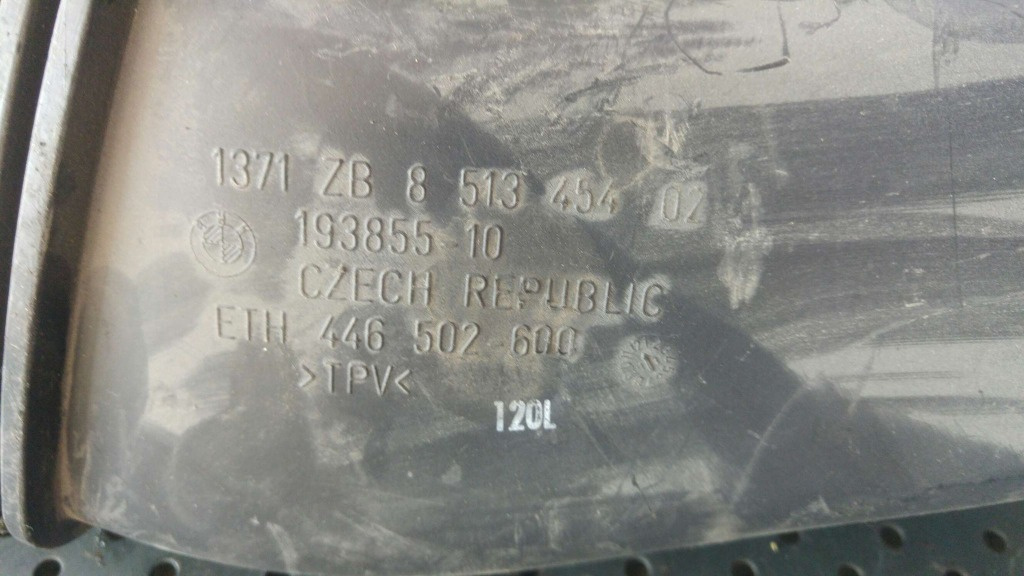 1371 ZB 8 513 454 02
193855-10
CZECH REPUBLIC
ETH 446 502 600
>TPV<
120L